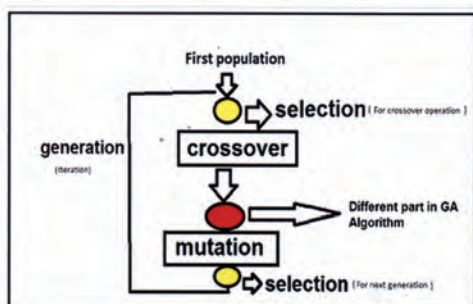 First population
selection ( For crossover operation )
generation
(Iteration)
crossover
Different part in GA
Algorithm
mutation
selection ( For next generation )